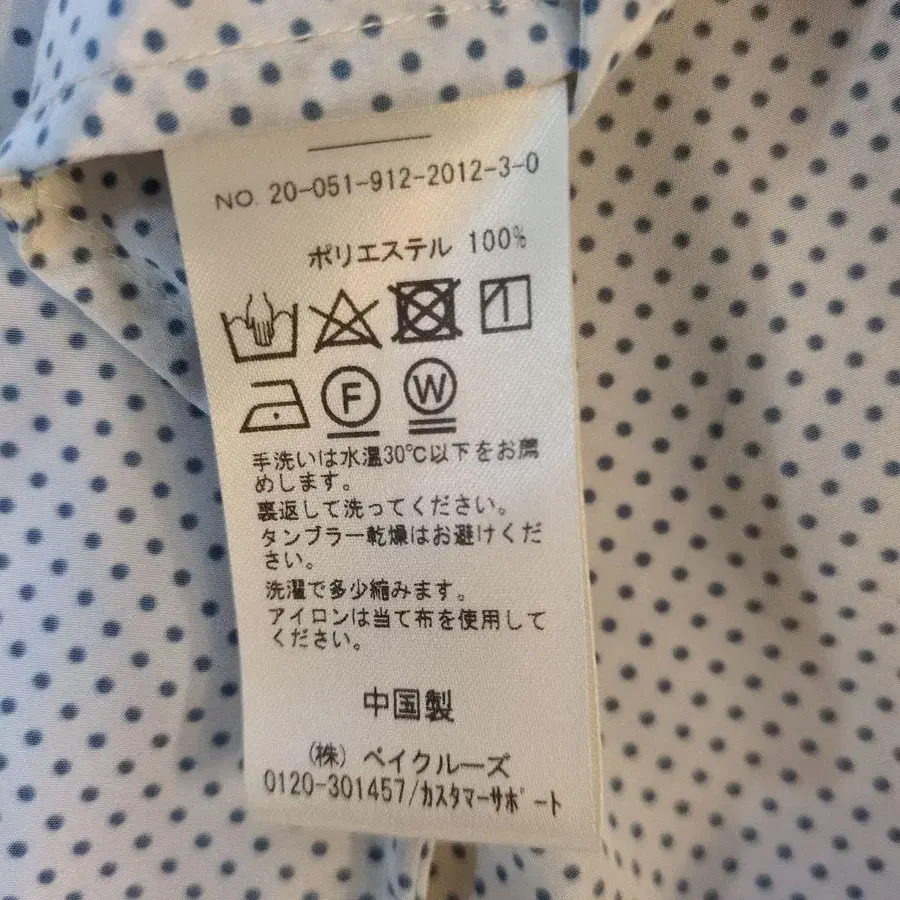 NO. 20-051-912-2012-3-0
ポリエステル 100%
F W
手洗いは水温30℃以下をお薦
めします。
裏返して洗ってください。
タンブラー乾燥はお避けくだ
さい。
洗濯で多少縮みます。
アイロンは当て布を使用して
ください。
中国製
(株) ベイクルーズ
0120-301457/カスタマーサポート